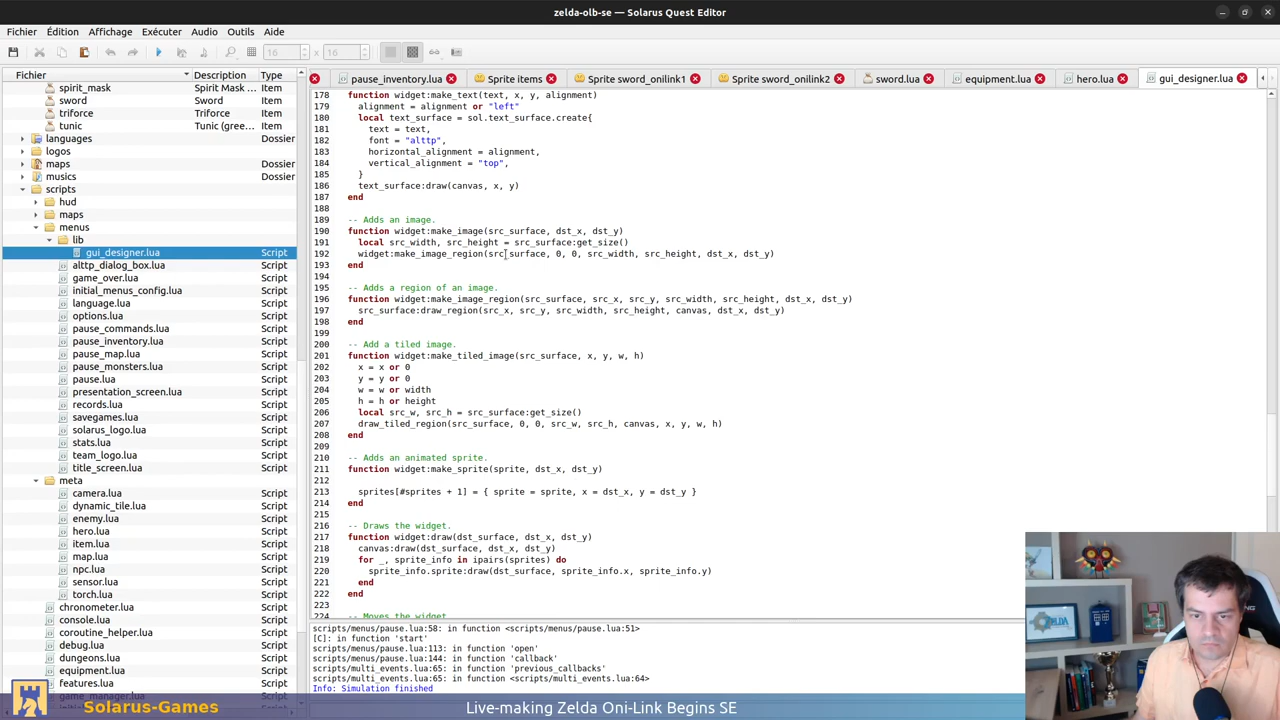 zelda-olb-se — Solarus Quest Editor
Fichier Édition Affichage Exécuter Audio Outils Aide
16 x 16
Fichier Description Type
pause_inventory.lua Sprite items Sprite sword_onilink1 Sprite sword_onilink2 sword.lua equipment.lua hero.lua gui_designer.lua
spirit_mask Spirit Mask ... Item
sword Sword Item
triforce Triforce Item
tunic Tunic (gree... Item
languages Dossier
logos Dossier
maps Dossier
musics Dossier
scripts
hud
maps
menus
lib
gui_designer.lua Script
alttp_dialog_box.lua Script
game_over.lua Script
initial_menus_config.lua Script
language.lua Script
options.lua Script
pause_commands.lua Script
pause_inventory.lua Script
pause_map.lua Script
pause_monsters.lua Script
pause.lua Script
presentation_screen.lua Script
records.lua Script
savegames.lua Script
solarus_logo.lua Script
stats.lua Script
team_logo.lua Script
title_screen.lua Script
meta
camera.lua Script
dynamic_tile.lua Script
enemy.lua Script
hero.lua Script
item.lua Script
map.lua Script
npc.lua Script
sensor.lua Script
torch.lua Script
chronometer.lua Script
console.lua Script
coroutine_helper.lua Script
debug.lua Script
dungeons.lua Script
equipment.lua Script
features.lua Script
game_manager.lua Script
178 function widget:make_text(text, x, y, alignment)
179 alignment = alignment or "left"
180 local text_surface = sol.text_surface.create{
181 text = text,
182 font = "alttp",
183 horizontal_alignment = alignment,
184 vertical_alignment = "top",
185 }
186 text_surface:draw(canvas, x, y)
187 end
188
189 -- Adds an image.
190 function widget:make_image(src_surface, dst_x, dst_y)
191 local src_width, src_height = src_surface:get_size()
192 widget:make_image_region(src_surface, 0, 0, src_width, src_height, dst_x, dst_y)
193 end
194
195 -- Adds a region of an image.
196 function widget:make_image_region(src_surface, src_x, src_y, src_width, src_height, dst_x, dst_y)
197 src_surface:draw_region(src_x, src_y, src_width, src_height, canvas, dst_x, dst_y)
198 end
199
200 -- Add a tiled image.
201 function widget:make_tiled_image(src_surface, x, y, w, h)
202 x = x or 0
203 y = y or 0
204 w = w or width
205 h = h or height
206 local src_w, src_h = src_surface:get_size()
207 draw_tiled_region(src_surface, 0, 0, src_w, src_h, canvas, x, y, w, h)
208 end
209
210 -- Adds an animated sprite.
211 function widget:make_sprite(sprite, dst_x, dst_y)
212
213 sprites[#sprites + 1] = { sprite = sprite, x = dst_x, y = dst_y }
214 end
215
216 -- Draws the widget.
217 function widget:draw(dst_surface, dst_x, dst_y)
218 canvas:draw(dst_surface, dst_x, dst_y)
219 for _, sprite_info in ipairs(sprites) do
220 sprite_info.sprite:draw(dst_surface, sprite_info.x, sprite_info.y)
221 end
222 end
223
224 -- Moves the widget
scripts/menus/pause.lua:58: in function <scripts/menus/pause.lua:51>
[C]: in function 'start'
scripts/menus/pause.lua:113: in function 'open'
scripts/menus/pause.lua:144: in function 'callback'
scripts/multi_events.lua:65: in function 'previous_callbacks'
scripts/multi_events.lua:65: in function <scripts/multi_events.lua:64>
Info: Simulation finished
Solarus-Games
Live-making Zelda Oni-Link Begins SE